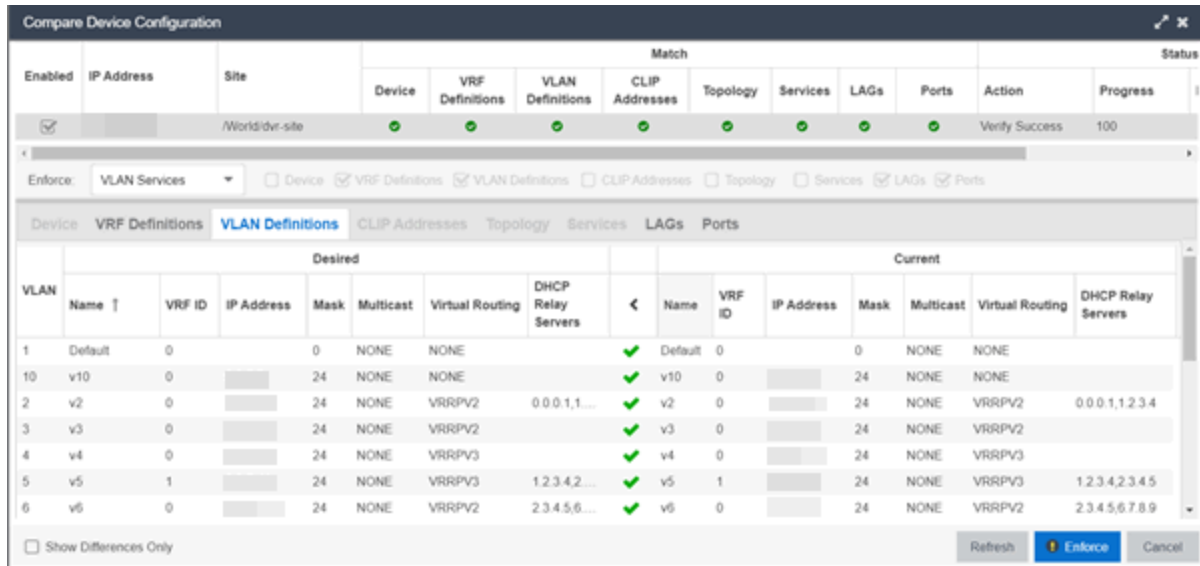 Compare Device Configuration
Enabled IP Address Site Match Status
Device VRF Definitions VLAN Definitions CLIP Addresses Topology Services LAGs Ports Action Progress
/World/dvr-site Verify Success 100
Enforce: VLAN Services Device VRF Definitions VLAN Definitions CLIP Addresses Topology Services LAGs Ports
Device VRF Definitions VLAN Definitions CLIP Addresses Topology Services LAGs Ports
VLAN Desired Current
Name ↑ VRF ID IP Address Mask Multicast Virtual Routing DHCP Relay Servers < Name VRF ID IP Address Mask Multicast Virtual Routing DHCP Relay Servers
1 Default 0 0 NONE NONE Default 0 0 NONE NONE
10 v10 0 24 NONE NONE v10 0 24 NONE NONE
2 v2 0 24 NONE VRRPV2 0.0.0.1,1.... v2 0 24 NONE VRRPV2 0.0.0.1,1.2.3.4
3 v3 0 24 NONE VRRPV2 v3 0 24 NONE VRRPV2
4 v4 0 24 NONE VRRPV3 v4 0 24 NONE VRRPV3
5 v5 1 24 NONE VRRPV3 1.2.3.4,2.... v5 1 24 NONE VRRPV3 1.2.3.4,2.3.4.5
6 v6 0 24 NONE VRRPV2 2.3.4.5,6.... v6 0 24 NONE VRRPV2 2.3.4.5,6.7.8.9
Show Differences Only Refresh Enforce Cancel